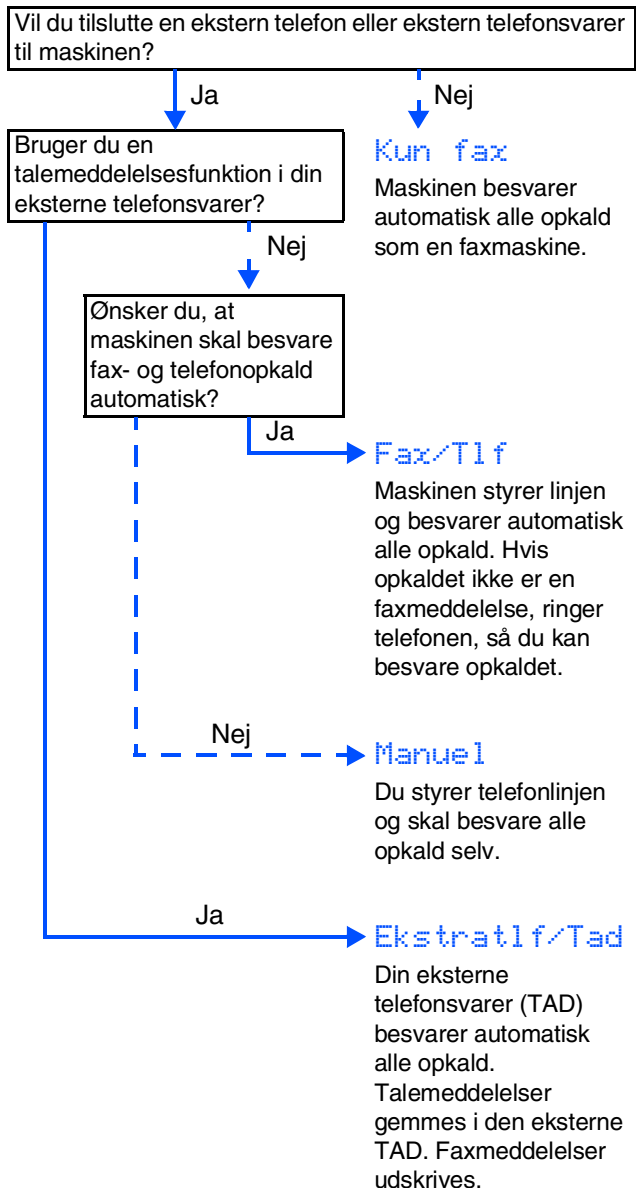 Vil du tilslutte en ekstern telefon eller ekstern telefonsvarer
til maskinen?
Ja
Nej
Bruger du en
talemeddelelsesfunktion i din
eksterne telefonsvarer?
Kun fax
Maskinen besvarer
automatisk alle opkald
som en faxmaskine.
Nej
Ønsker du, at
maskinen skal besvare
fax- og telefonopkald
automatisk?
Ja
Fax/Tlf
Maskinen styrer linjen
og besvarer automatisk
alle opkald. Hvis
opkaldet ikke er en
faxmeddelelse, ringer
telefonen, så du kan
besvare opkaldet.
Nej
Manuel
Du styrer telefonlinjen
og skal besvare alle
opkald selv.
Ja
Ekstratlf/Tad
Din eksterne
telefonsvarer (TAD)
besvarer automatisk
alle opkald.
Talemeddelelser
gemmes i den eksterne
TAD. Faxmeddelelser
udskrives.